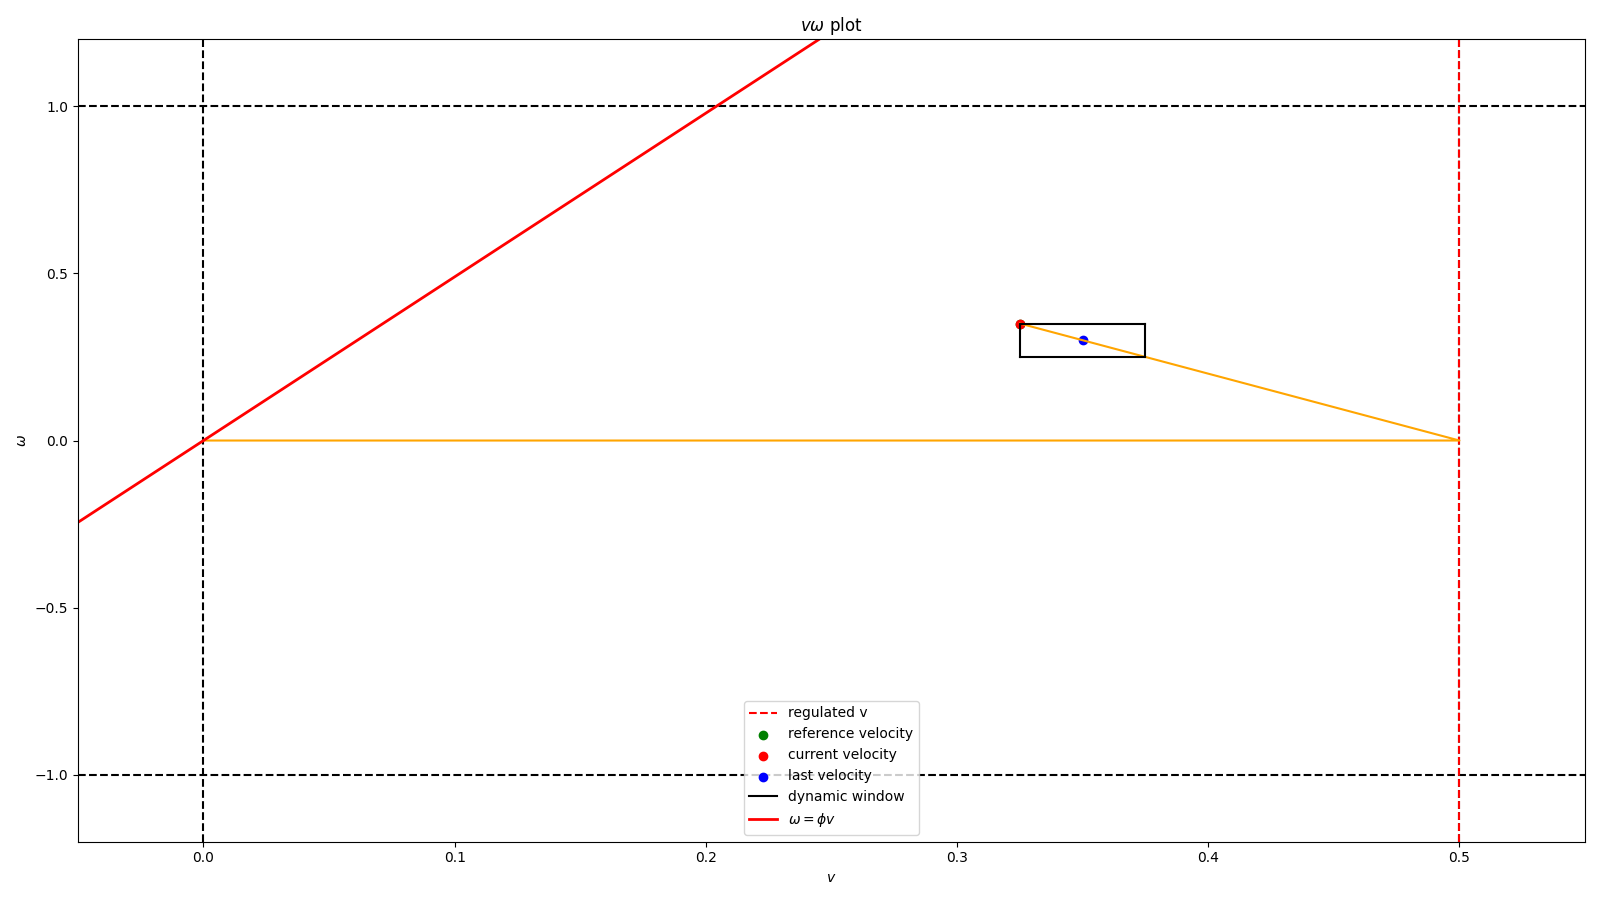 vω plot
1.0
0.5
0.0
−0.5
−1.0
ω
0.0
0.1
0.2
0.3
0.4
0.5
v
regulated v
reference velocity
current velocity
last velocity
dynamic window
ω = ϕv